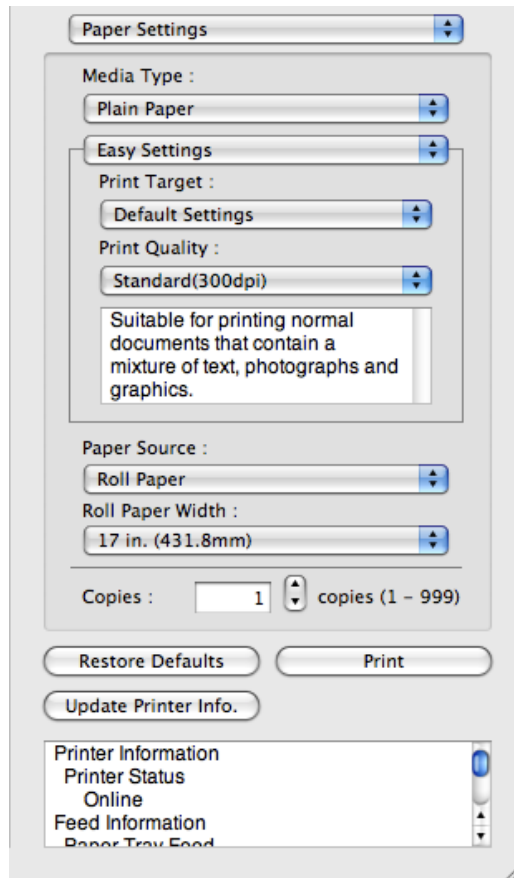 Paper Settings
Media Type :
Plain Paper
Easy Settings
Print Target :
Default Settings
Print Quality :
Standard(300dpi)
Suitable for printing normal
documents that contain a
mixture of text, photographs and
graphics.
Paper Source :
Roll Paper
Roll Paper Width :
17 in. (431.8mm)
Copies : 1 copies (1 – 999)
Restore Defaults Print
Update Printer Info.
Printer Information
Printer Status
Online
Feed Information
Paper Tray Feed